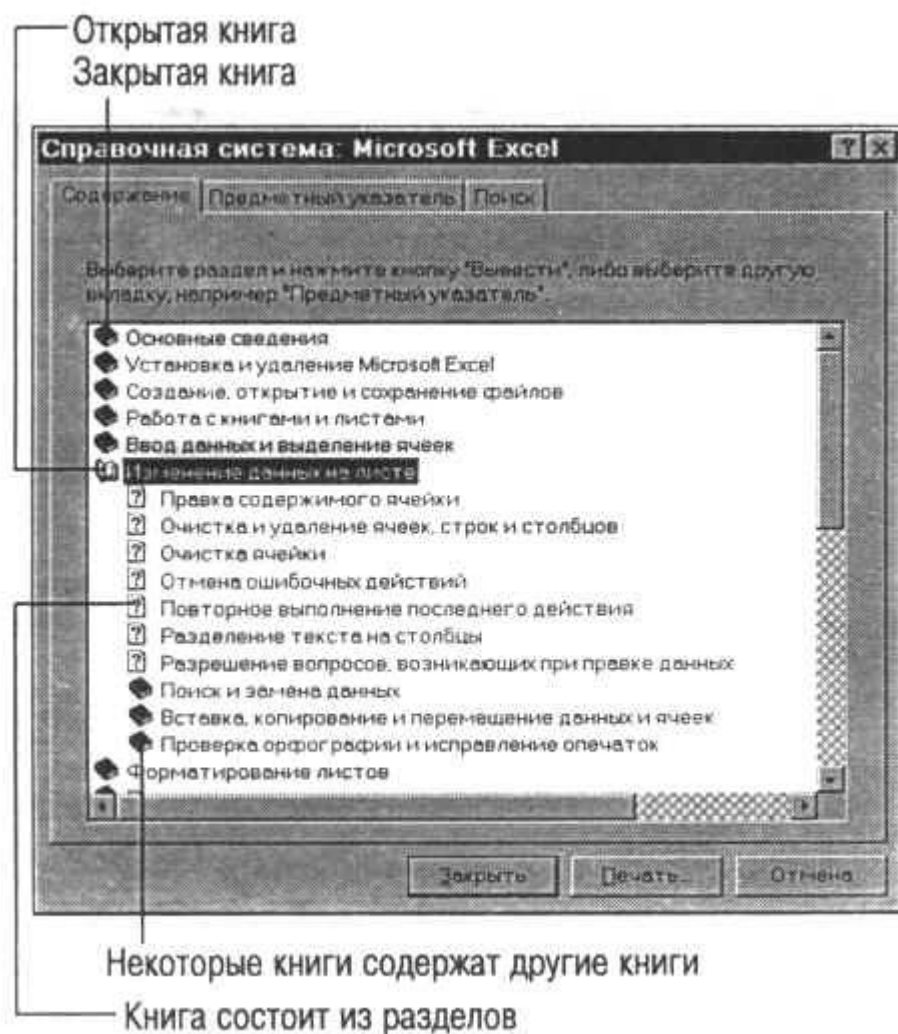 Открытая книга
Закрытая книга
Справочная система: Microsoft Excel
Содержание Предметный указатель Поиск
Выберите раздел и нажмите кнопку "Вывести", либо выберите другую
вкладку, например "Предметный указатель".
Основные сведения
Установка и удаление Microsoft Excel
Создание, открытие и сохранение файлов
Работа с книгами и листами
Ввод данных и выделение ячеек
Изменение данных на листе
Правка содержимого ячейки
Очистка и удаление ячеек, строк и столбцов
Очистка ячейки
Отмена ошибочных действий
Повторное выполнение последнего действия
Разделение текста на столбцы
Разрешение вопросов, возникающих при правке данных
Поиск и замена данных
Вставка, копирование и перемещение данных и ячеек
Проверка орфографии и исправление опечаток
Форматирование листов
Закрыть Печать... Отмена
Некоторые книги содержат другие книги
Книга состоит из разделов